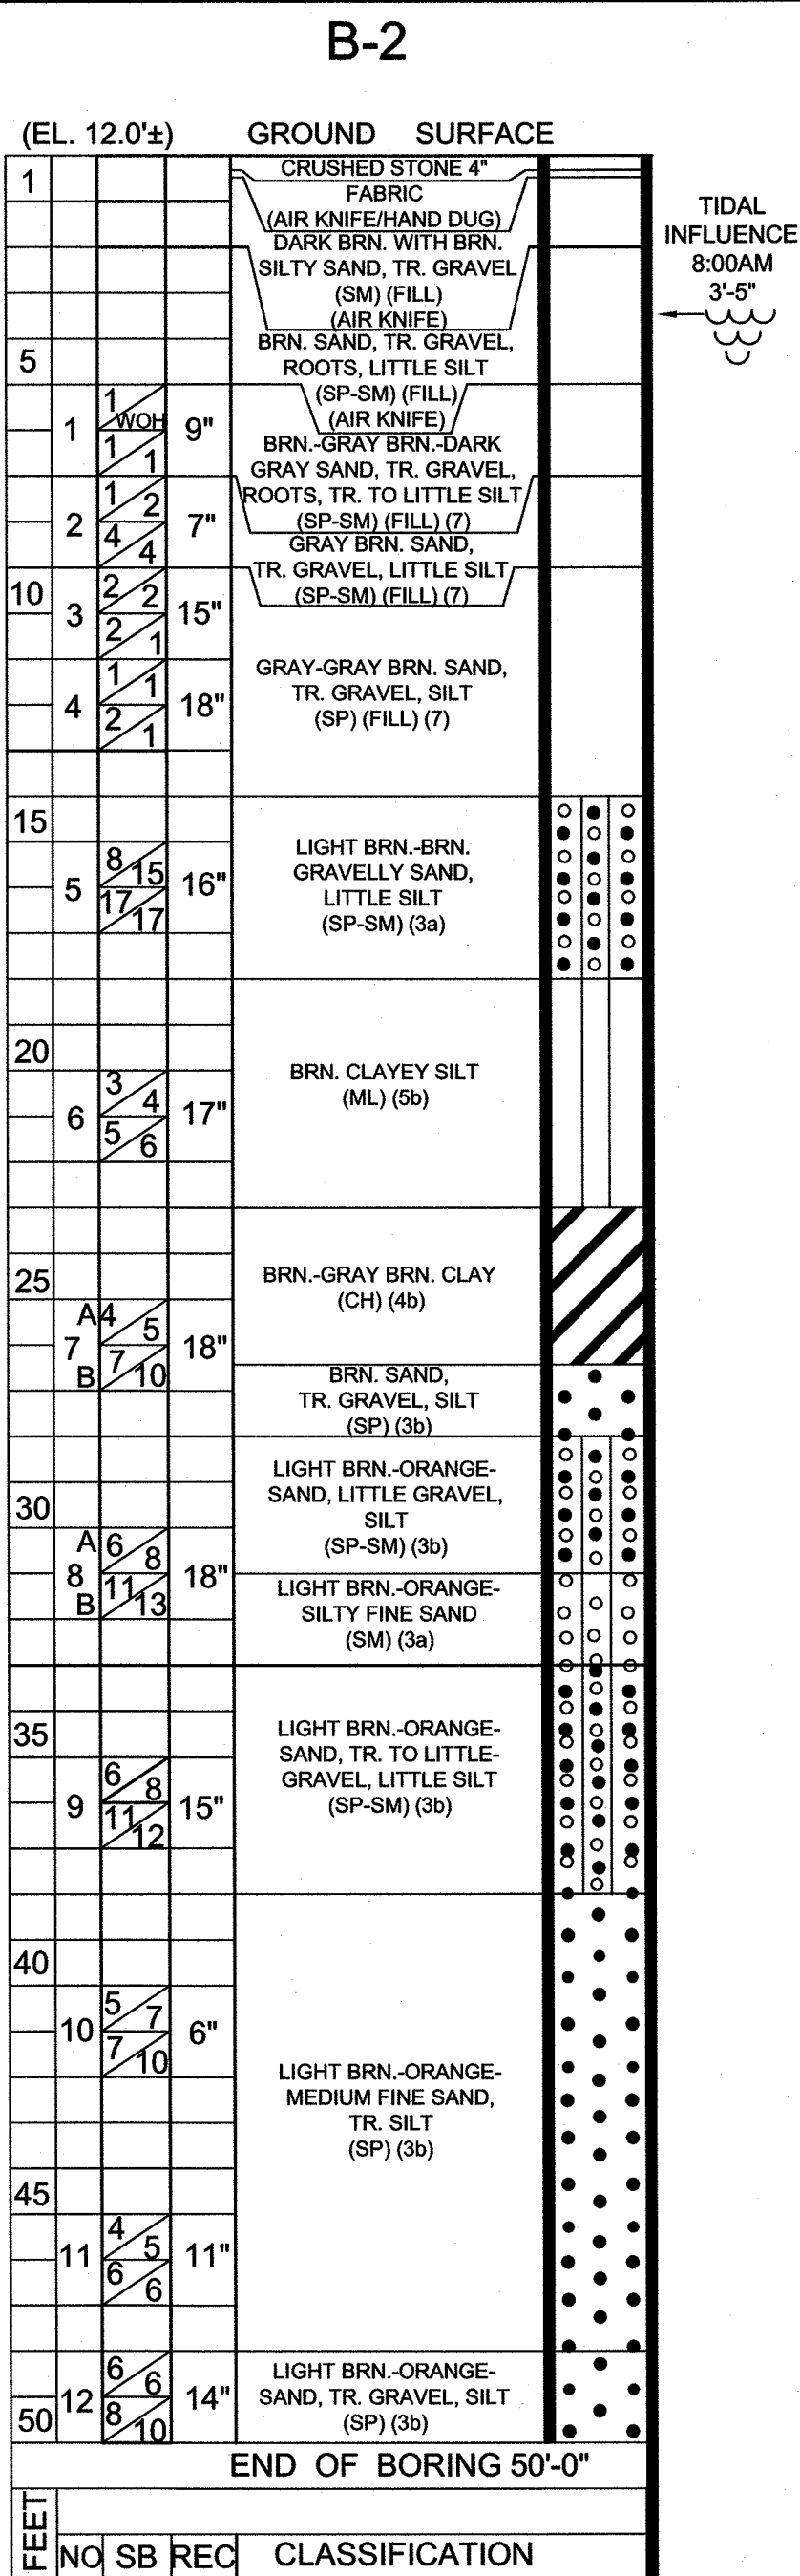 B-2
(EL. 12.0'±) GROUND SURFACE
1
CRUSHED STONE 4"
FABRIC
(AIR KNIFE/HAND DUG)
DARK BRN. WITH BRN.
SILTY SAND, TR. GRAVEL
(SM) (FILL)
(AIR KNIFE)
TIDAL
INFLUENCE
8:00AM
3'-5"
5
BRN. SAND, TR. GRAVEL,
ROOTS, LITTLE SILT
(SP-SM) (FILL)
(AIR KNIFE)
1
1
WOH
1
1
9"
BRN.-GRAY BRN.-DARK
GRAY SAND, TR. GRAVEL,
ROOTS, TR. TO LITTLE SILT
(SP-SM) (FILL) (7)
2
1
2
4
4
7"
GRAY BRN. SAND,
TR. GRAVEL, LITTLE SILT
(SP-SM) (FILL) (7)
10
3
2
2
2
1
15"
4
1
1
2
1
18"
GRAY-GRAY BRN. SAND,
TR. GRAVEL, SILT
(SP) (FILL) (7)
15
5
8
15
17
17
16"
LIGHT BRN.-BRN.
GRAVELLY SAND,
LITTLE SILT
(SP-SM) (3a)
20
6
3
4
5
6
17"
BRN. CLAYEY SILT
(ML) (5b)
25
BRN.-GRAY BRN. CLAY
(CH) (4b)
A
7
B
4
5
7
10
18"
BRN. SAND,
TR. GRAVEL, SILT
(SP) (3b)
30
LIGHT BRN.-ORANGE-
SAND, LITTLE GRAVEL,
SILT
(SP-SM) (3b)
A
8
B
6
8
11
13
18"
LIGHT BRN.-ORANGE-
SILTY FINE SAND
(SM) (3a)
35
9
6
8
11
12
15"
LIGHT BRN.-ORANGE-
SAND, TR. TO LITTLE-
GRAVEL, LITTLE SILT
(SP-SM) (3b)
40
10
5
7
7
10
6"
LIGHT BRN.-ORANGE-
MEDIUM FINE SAND,
TR. SILT
(SP) (3b)
45
11
4
5
6
6
11"
50
12
6
6
8
10
14"
LIGHT BRN.-ORANGE-
SAND, TR. GRAVEL, SILT
(SP) (3b)
END OF BORING 50'-0"
FEET
NO SB REC CLASSIFICATION